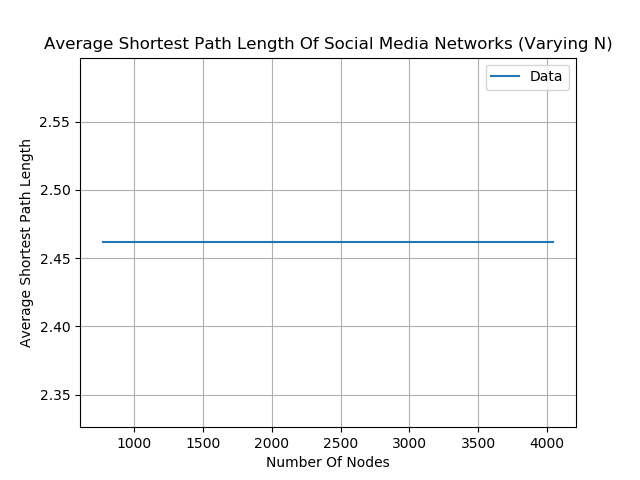 Average Shortest Path Length Of Social Media Networks (Varying N)
Data
2.55
2.50
2.45
2.40
2.35
Average Shortest Path Length
1000 1500 2000 2500 3000 3500 4000
Number Of Nodes